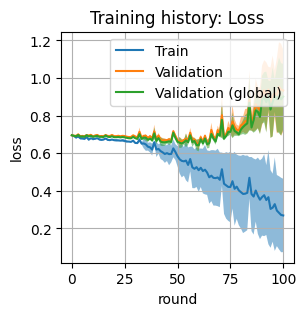 Training history: Loss
Train
Validation
Validation (global)
loss
1.2
1.0
0.8
0.6
0.4
0.2
0
25
50
75
100
round